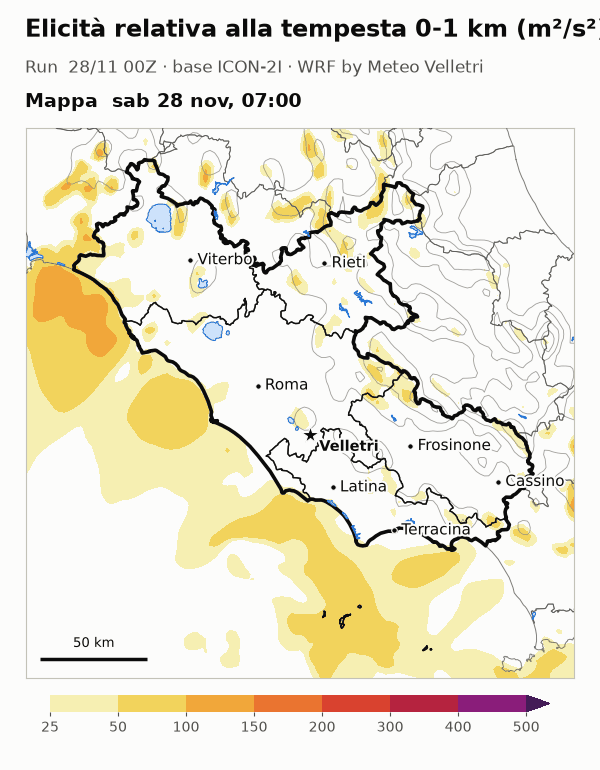 Elicità relativa alla tempesta 0-1 km (m²/s²)
Run 28/11 00Z · base ICON-2I · WRF by Meteo Velletri
Mappa sab 28 nov, 07:00
Viterbo
Rieti
Roma
Velletri
Frosinone
Latina
Cassino
Terracina
50 km
25 50 100 150 200 300 400 500